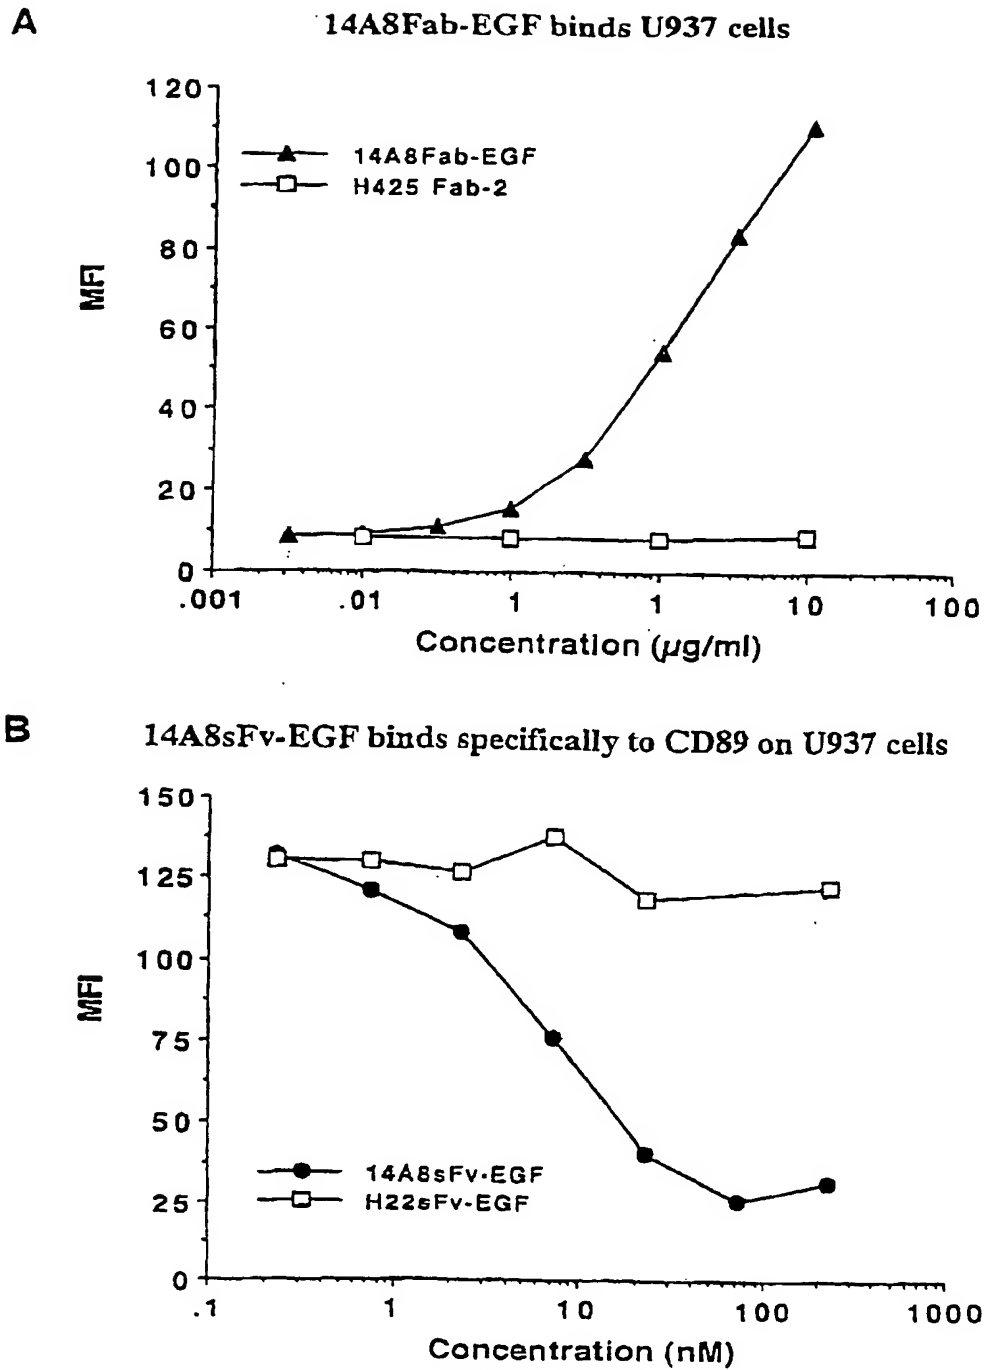 A
14A8Fab-EGF binds U937 cells
120
100
80
60
40
20
0
MFI
14A8Fab-EGF
H425 Fab-2
.001
.01
1
1
10
100
Concentration (µg/ml)
B
14A8sFv-EGF binds specifically to CD89 on U937 cells
150
125
100
75
50
25
0
MFI
14A8sFv-EGF
H22sFv-EGF
.1
1
10
100
1000
Concentration (nM)